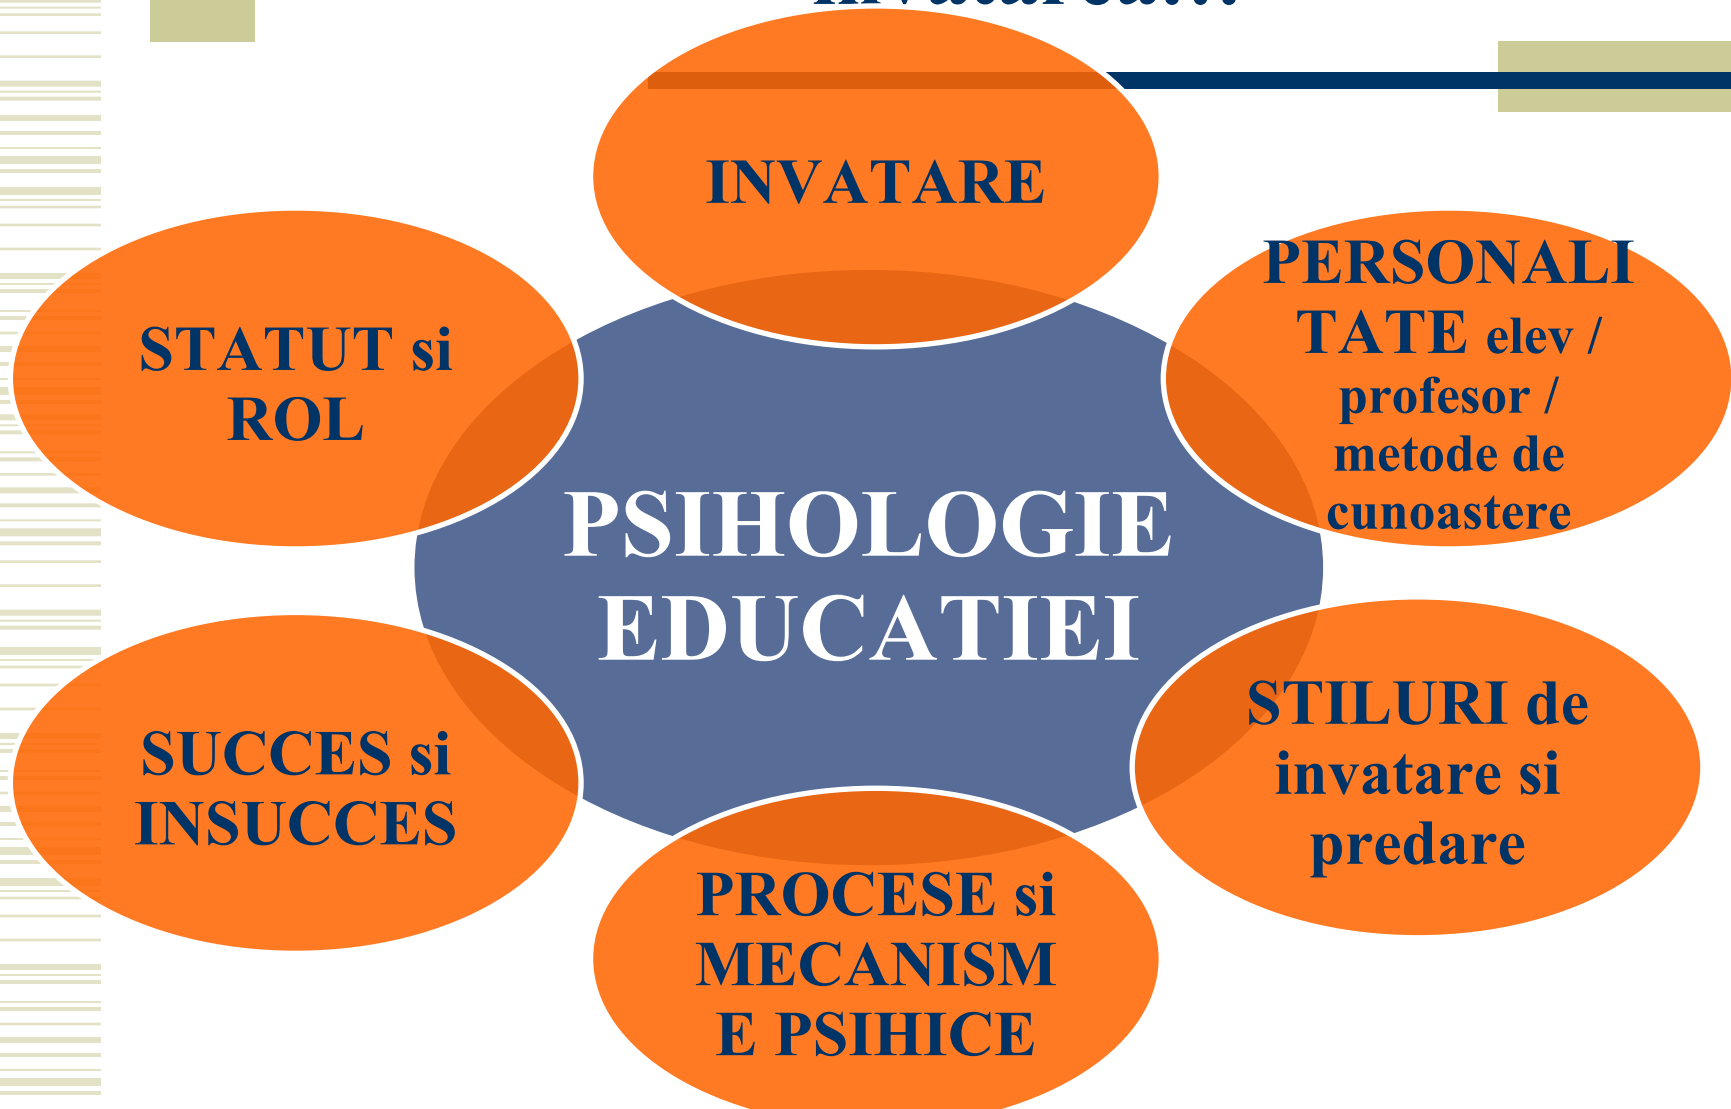 INVATARE
PERSONALI
TATE elev /
profesor /
metode de
cunoastere
STILURI de
invatare si
predare
PROCESE si
MECANISM
E PSIHICE
SUCCES si
INSUCCES
STATUT si
ROL
PSIHOLOGIE
EDUCATIEI